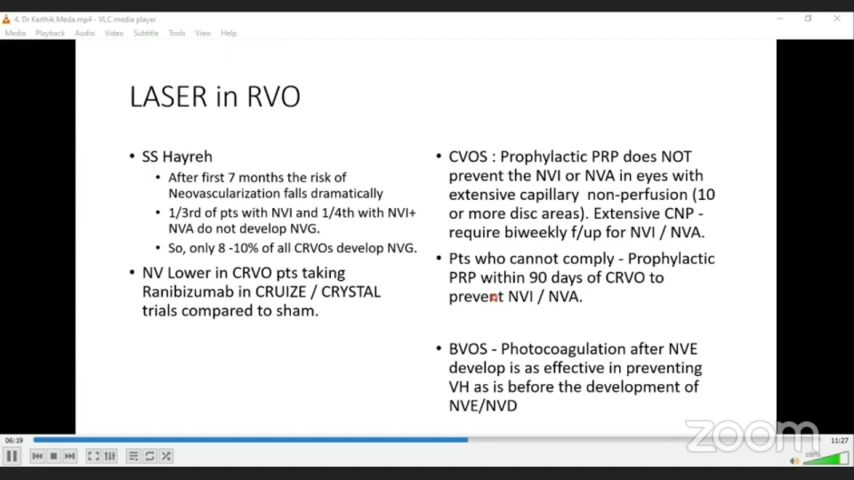 4. Dr Karthik Meda.mp4 - VLC media player
Media Playback Audio Video Subtitle Tools View Help
LASER in RVO
• SS Hayreh
• After first 7 months the risk of
Neovascularization falls dramatically
• 1/3rd of pts with NVI and 1/4th with NVI+
NVA do not develop NVG.
• So, only 8 -10% of all CRVOs develop NVG.
• NV Lower in CRVO pts taking
Ranibizumab in CRUIZE / CRYSTAL
trials compared to sham.
• CVOS : Prophylactic PRP does NOT
prevent the NVI or NVA in eyes with
extensive capillary non-perfusion (10
or more disc areas). Extensive CNP -
require biweekly f/up for NVI / NVA.
• Pts who cannot comply - Prophylactic
PRP within 90 days of CRVO to
prevent NVI / NVA.
• BVOS - Photocoagulation after NVE
develop is as effective in preventing
VH as is before the development of
NVE/NVD
zoom
06:19
11:27
100%